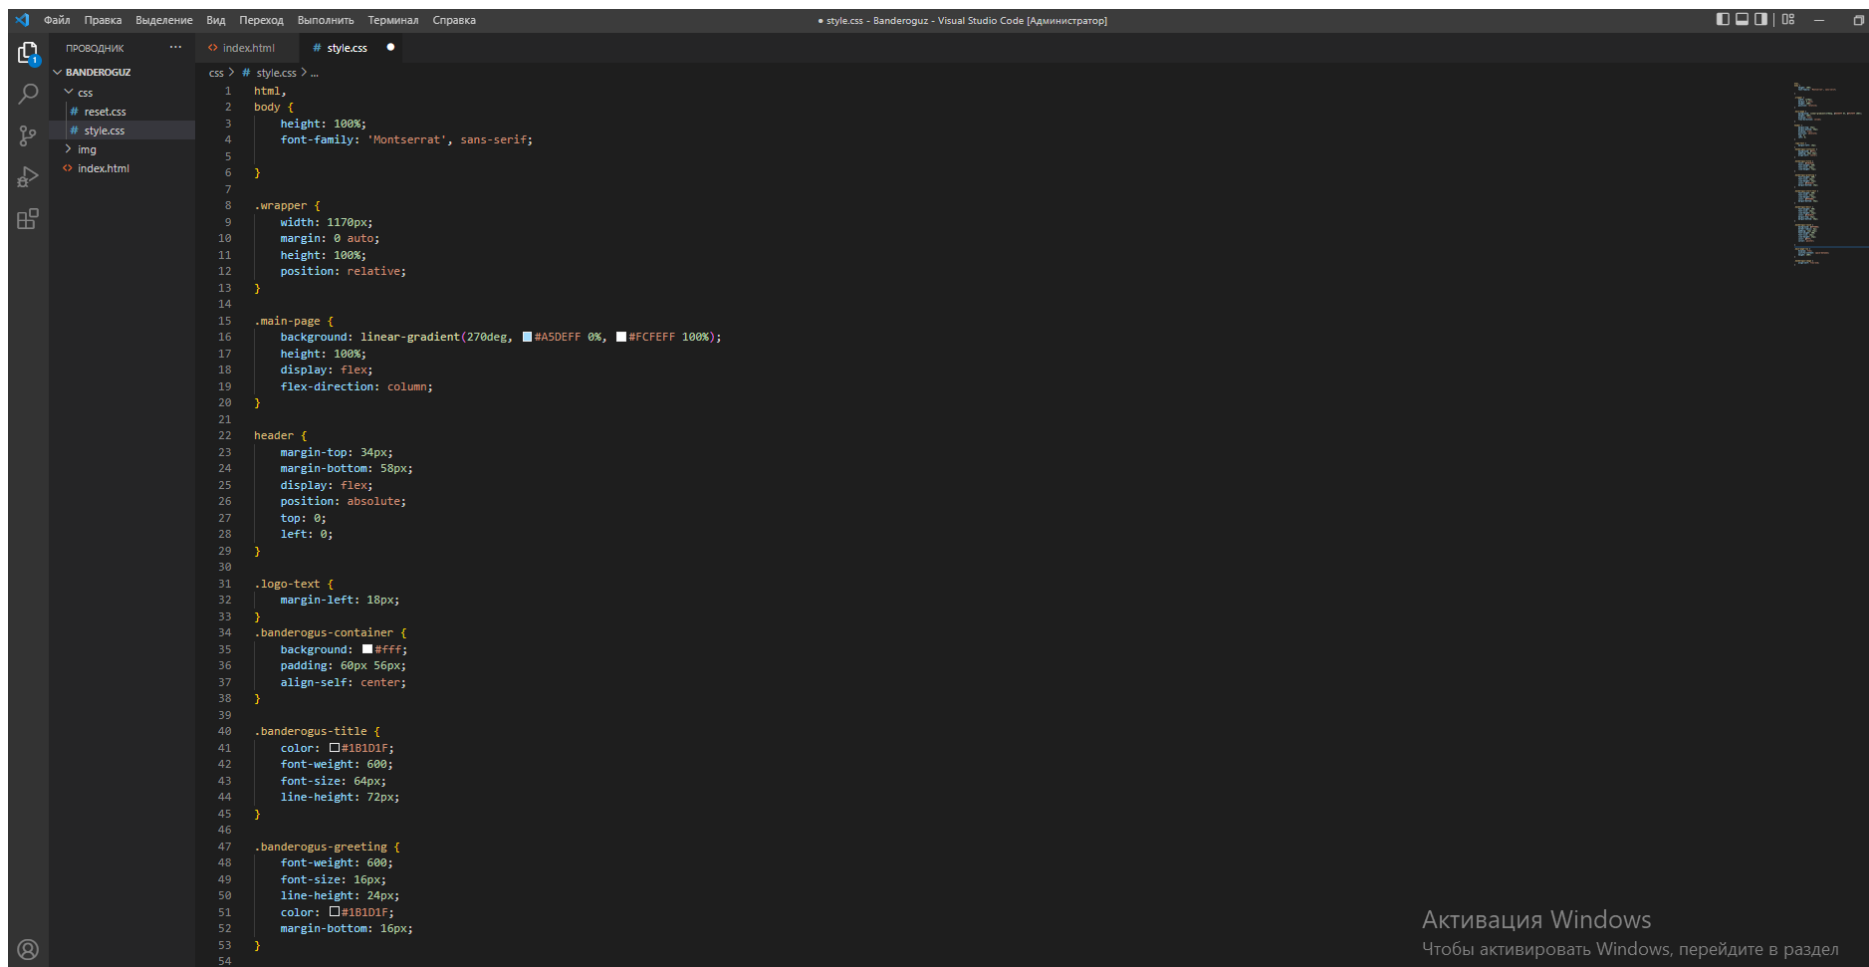 Файл Правка Выделение Вид Переход Выполнить Терминал Справка
● style.css - Banderoguz - Visual Studio Code [Администратор]
ПРОВОДНИК ···
1
BANDEROGUZ
css
# reset.css
# style.css
img
<> index.html
<> index.html
# style.css ●
css > # style.css > ...
1 html,
2 body {
3 height: 100%;
4 font-family: 'Montserrat', sans-serif;
5
6 }
7
8 .wrapper {
9 width: 1170px;
10 margin: 0 auto;
11 height: 100%;
12 position: relative;
13 }
14
15 .main-page {
16 background: linear-gradient(270deg, #A5DEFF 0%, #FCFEFF 100%);
17 height: 100%;
18 display: flex;
19 flex-direction: column;
20 }
21
22 header {
23 margin-top: 34px;
24 margin-bottom: 58px;
25 display: flex;
26 position: absolute;
27 top: 0;
28 left: 0;
29 }
30
31 .logo-text {
32 margin-left: 18px;
33 }
34 .banderogus-container {
35 background: #fff;
36 padding: 60px 56px;
37 align-self: center;
38 }
39
40 .banderogus-title {
41 color: #1B1D1F;
42 font-weight: 600;
43 font-size: 64px;
44 line-height: 72px;
45 }
46
47 .banderogus-greeting {
48 font-weight: 600;
49 font-size: 16px;
50 line-height: 24px;
51 color: #1B1D1F;
52 margin-bottom: 16px;
53 }
54
Активация Windows
Чтобы активировать Windows, перейдите в раздел